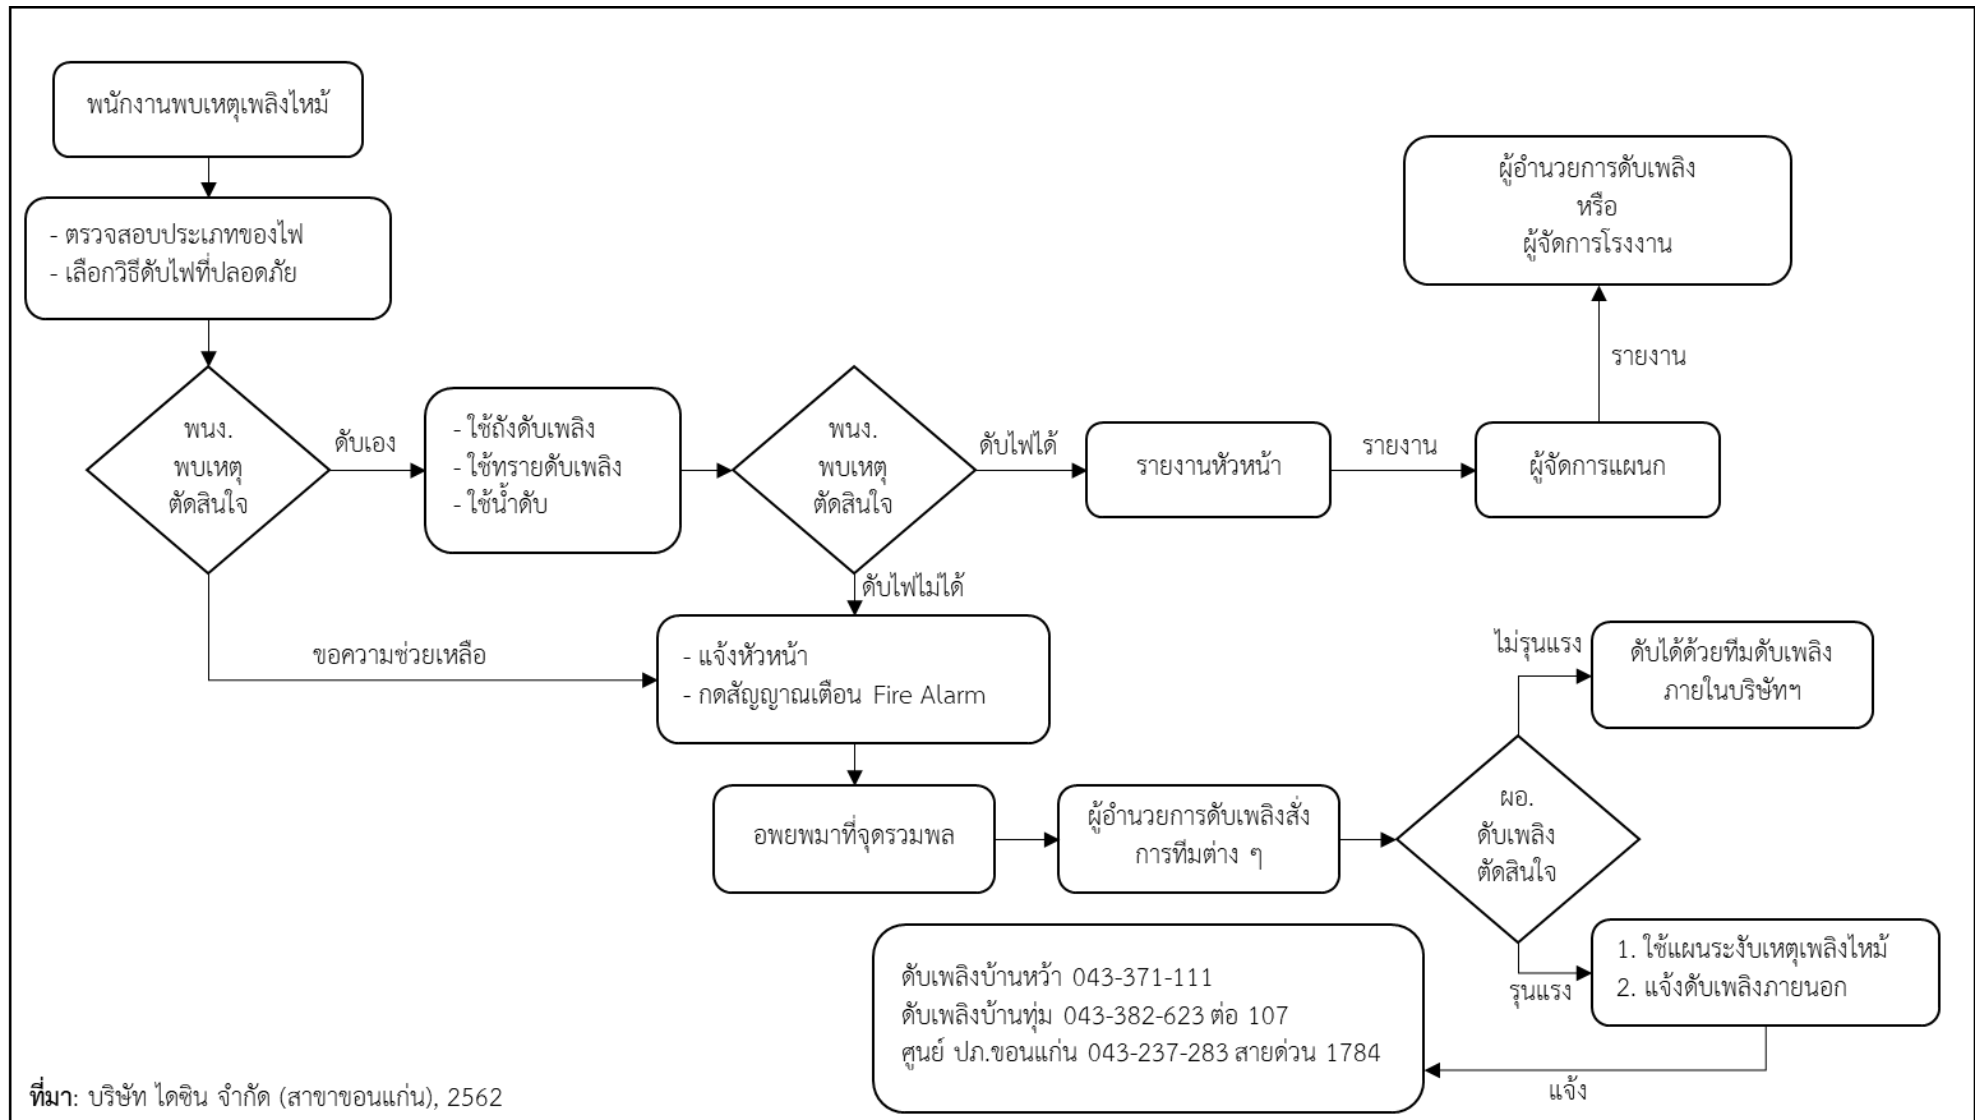 พนักงานพบเหตุเพลิงไหม้
- ตรวจสอบประเภทของไฟ
- เลือกวิธีดับไฟที่ปลอดภัย
พนง.
พบเหตุ
ตัดสินใจ
ดับเอง
- ใช้ถังดับเพลิง
- ใช้ทรายดับเพลิง
- ใช้น้ำดับ
พนง.
พบเหตุ
ตัดสินใจ
ดับไฟได้
รายงานหัวหน้า
รายงาน
ผู้จัดการแผนก
รายงาน
ผู้อำนวยการดับเพลิง
หรือ
ผู้จัดการโรงงาน
ดับไฟไม่ได้
ขอความช่วยเหลือ
- แจ้งหัวหน้า
- กดสัญญาณเตือน Fire Alarm
อพยพมาที่จุดรวมพล
ผู้อำนวยการดับเพลิงสั่ง
การทีมต่าง ๆ
ผอ.
ดับเพลิง
ตัดสินใจ
ไม่รุนแรง
ดับได้ด้วยทีมดับเพลิง
ภายในบริษัทฯ
รุนแรง
1. ใช้แผนระงับเหตุเพลิงไหม้
2. แจ้งดับเพลิงภายนอก
แจ้ง
ดับเพลิงบ้านหว้า 043-371-111
ดับเพลิงบ้านทุ่ม 043-382-623 ต่อ 107
ศูนย์ ปภ.ขอนแก่น 043-237-283 สายด่วน 1784
ที่มา: บริษัท ไดซิน จำกัด (สาขาขอนแก่น), 2562